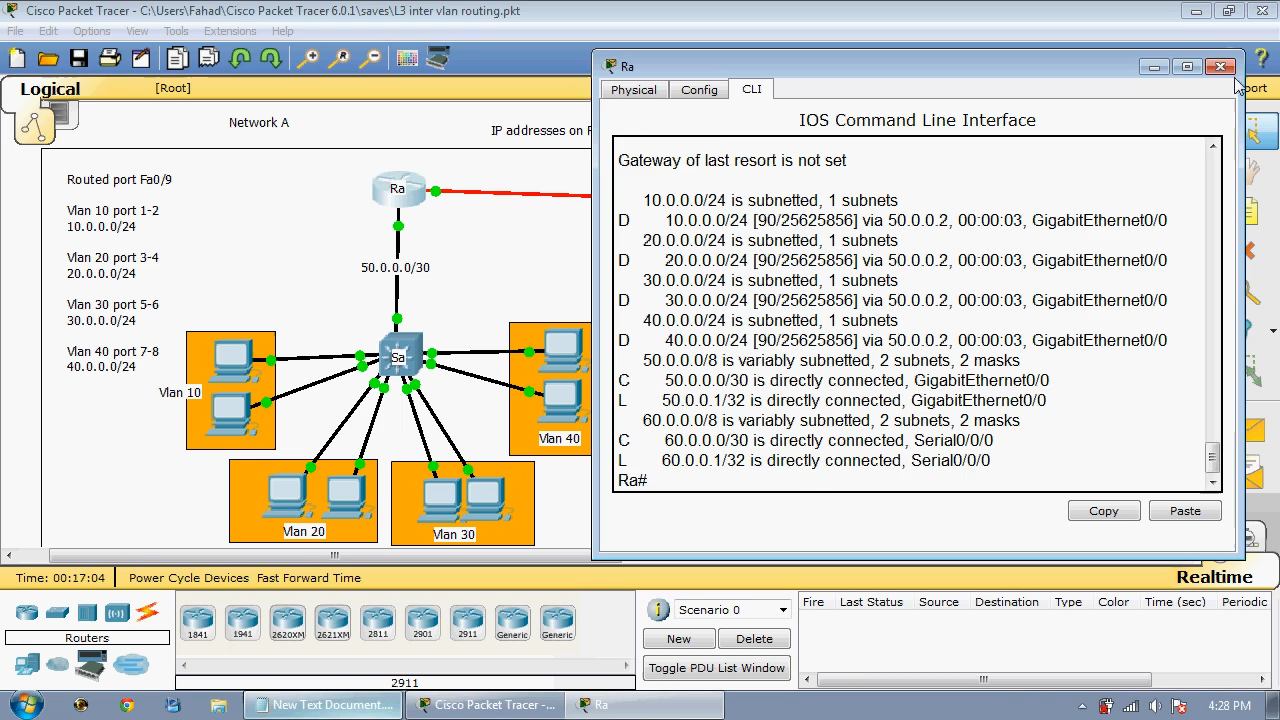 Cisco Packet Tracer - C:\Users\Fahad\Cisco Packet Tracer 6.0.1\saves\L3 inter vlan routing.pkt
File Edit Options View Tools Extensions Help
Logical
[Root]
Network A
IP addresses on
Routed port Fa0/9
Vlan 10 port 1-2
10.0.0.0/24
Vlan 20 port 3-4
20.0.0.0/24
Vlan 30 port 5-6
30.0.0.0/24
Vlan 40 port 7-8
40.0.0.0/24
Ra
50.0.0.0/30
Sa
Vlan 10
Vlan 20
Vlan 30
Vlan 40
Ra
Physical Config CLI
IOS Command Line Interface
Gateway of last resort is not set
10.0.0.0/24 is subnetted, 1 subnets
D 10.0.0.0/24 [90/25625656] via 50.0.0.2, 00:00:03, GigabitEthernet0/0
20.0.0.0/24 is subnetted, 1 subnets
D 20.0.0.0/24 [90/25625856] via 50.0.0.2, 00:00:03, GigabitEthernet0/0
30.0.0.0/24 is subnetted, 1 subnets
D 30.0.0.0/24 [90/25625856] via 50.0.0.2, 00:00:03, GigabitEthernet0/0
40.0.0.0/24 is subnetted, 1 subnets
D 40.0.0.0/24 [90/25625856] via 50.0.0.2, 00:00:03, GigabitEthernet0/0
50.0.0.0/8 is variably subnetted, 2 subnets, 2 masks
C 50.0.0.0/30 is directly connected, GigabitEthernet0/0
L 50.0.0.1/32 is directly connected, GigabitEthernet0/0
60.0.0.0/8 is variably subnetted, 2 subnets, 2 masks
C 60.0.0.0/30 is directly connected, Serial0/0/0
L 60.0.0.1/32 is directly connected, Serial0/0/0
Ra#
Copy Paste
Time: 00:17:04 Power Cycle Devices Fast Forward Time
Realtime
Routers
1841 1941 2620XM 2621XM 2811 2901 2911 Generic Generic
2911
Scenario 0
New Delete
Toggle PDU List Window
Fire Last Status Source Destination Type Color Time (sec) Periodic
New Text Document.... Cisco Packet Tracer -... Ra
4:28 PM